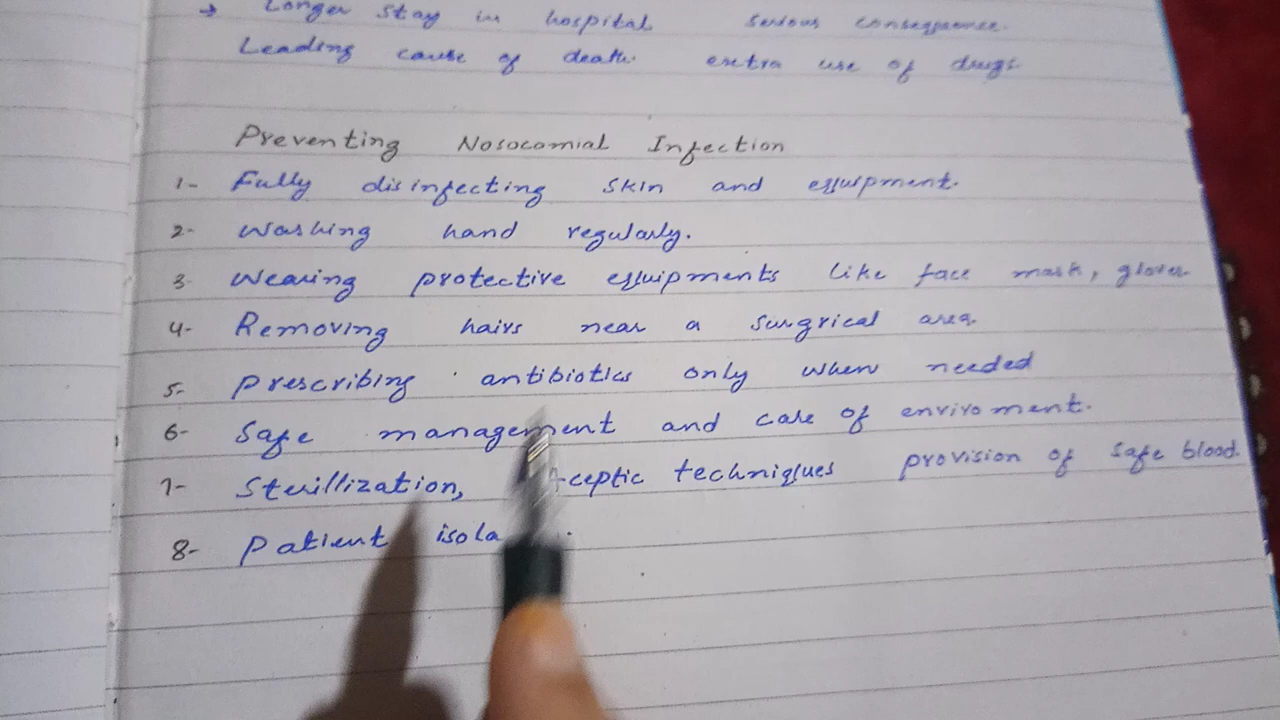 → Longer stay in hospital serious consequence.
Leading cause of death. extra use of drugs
Preventing Nosocomial Infection
1- Fully disinfecting skin and equipment.
2- Washing hand regularly.
3 Wearing protective equipments like face mask, gloves.
4- Removing hairs near a surgrical area.
5- Prescribing antibiotics only when needed
6- Safe management and care of enviroment.
7- Sterillization, Aceptic techniques provision of safe blood.
8- Patient isola